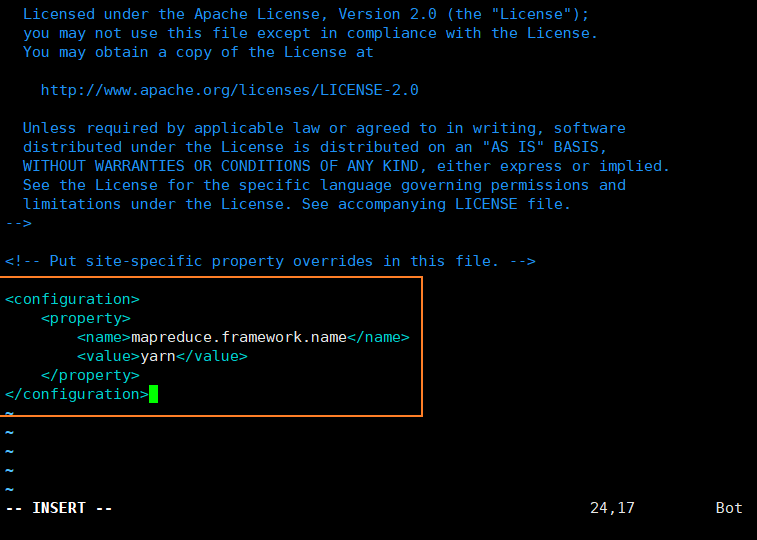 Licensed under the Apache License, Version 2.0 (the "License");
you may not use this file except in compliance with the License.
You may obtain a copy of the License at
http://www.apache.org/licenses/LICENSE-2.0
Unless required by applicable law or agreed to in writing, software
distributed under the License is distributed on an "AS IS" BASIS,
WITHOUT WARRANTIES OR CONDITIONS OF ANY KIND, either express or implied.
See the License for the specific language governing permissions and
limitations under the License. See accompanying LICENSE file.
-->
<!-- Put site-specific property overrides in this file. -->
<configuration>
    <property>
        <name>mapreduce.framework.name</name>
        <value>yarn</value>
    </property>
</configuration>
~
~
~
~
~
-- INSERT -- 24,17 Bot